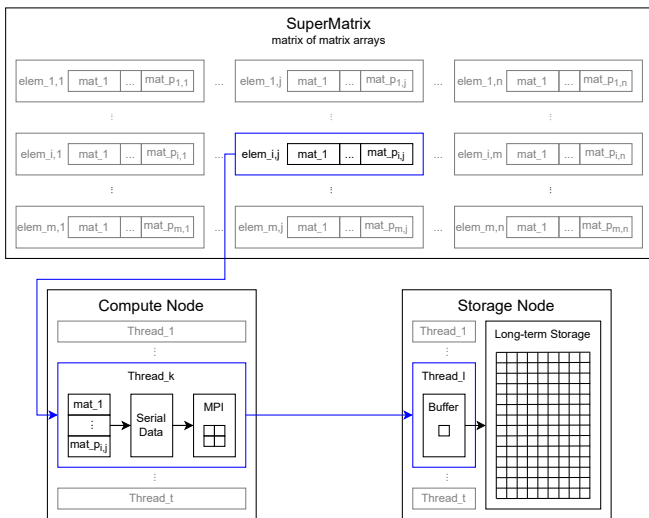 SuperMatrix
matrix of matrix arrays
elem_1,1 mat_1 ... mat_p1,1 ... elem_1,j mat_1 ... mat_p1,j ... elem_1,n mat_1 ... mat_p1,n
⋮ ⋮ ⋮
elem_i,1 mat_1 ... mat_pi,1 ... elem_i,j mat_1 ... mat_pi,j ... elem_i,m mat_1 ... mat_pi,n
⋮ ⋮ ⋮
elem_m,1 mat_1 ... mat_pm,1 ... elem_m,j mat_1 ... mat_pm,j ... elem_m,n mat_1 ... mat_pm,n
Compute Node
Thread_1
⋮
Thread_k
mat_1
⋮
mat_pi,j
Serial
Data
MPI
⋮
Thread_t
Storage Node
Thread_1
⋮
Thread_l
Buffer
⋮
Thread_t
Long-term Storage